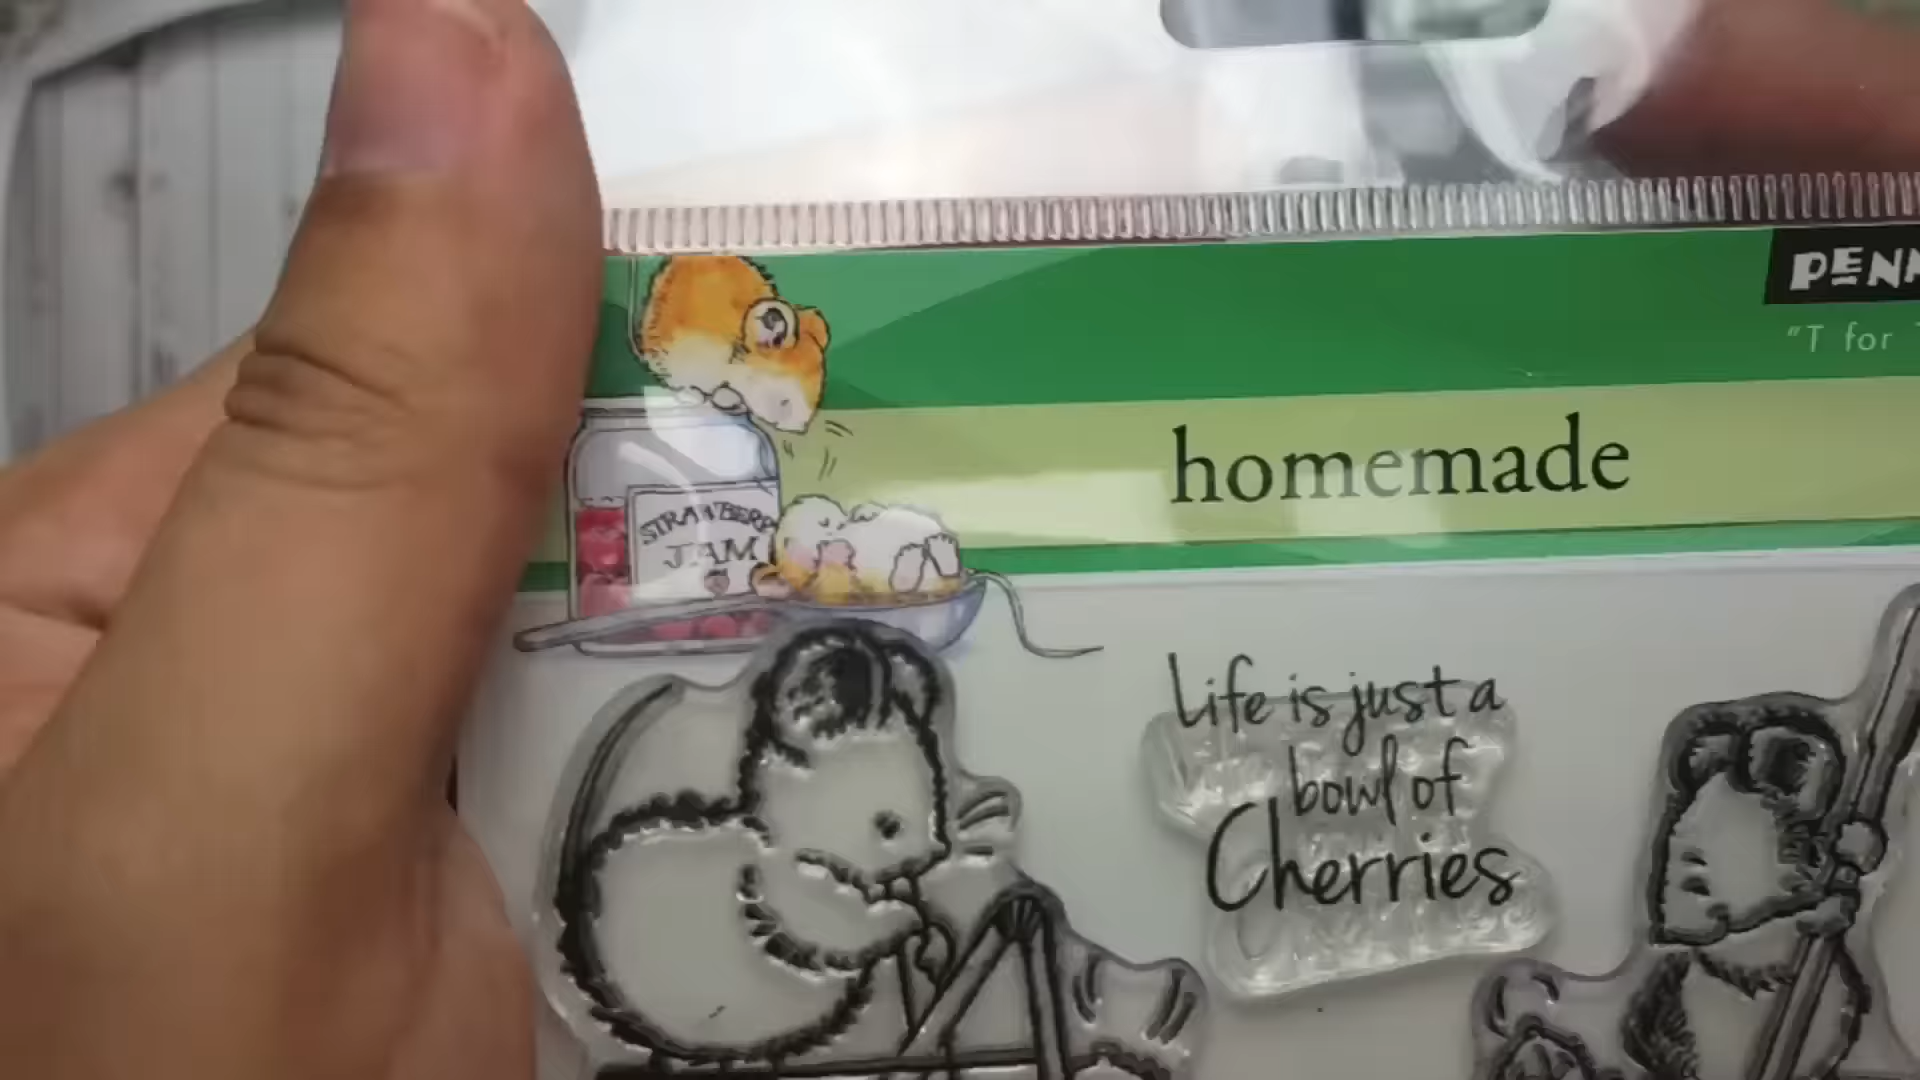 PENN
"T for
homemade
STRAWBERR
JAM
Life is just a
bowl of
Cherries